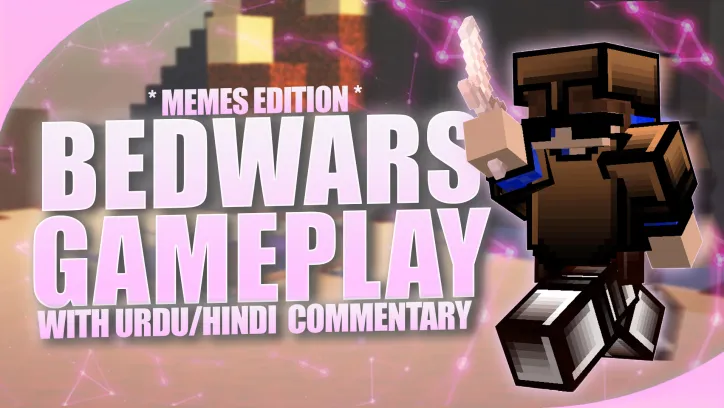 * MEMES EDITION *
BEDWARS
GAMEPLAY
WITH URDU/HINDI COMMENTARY